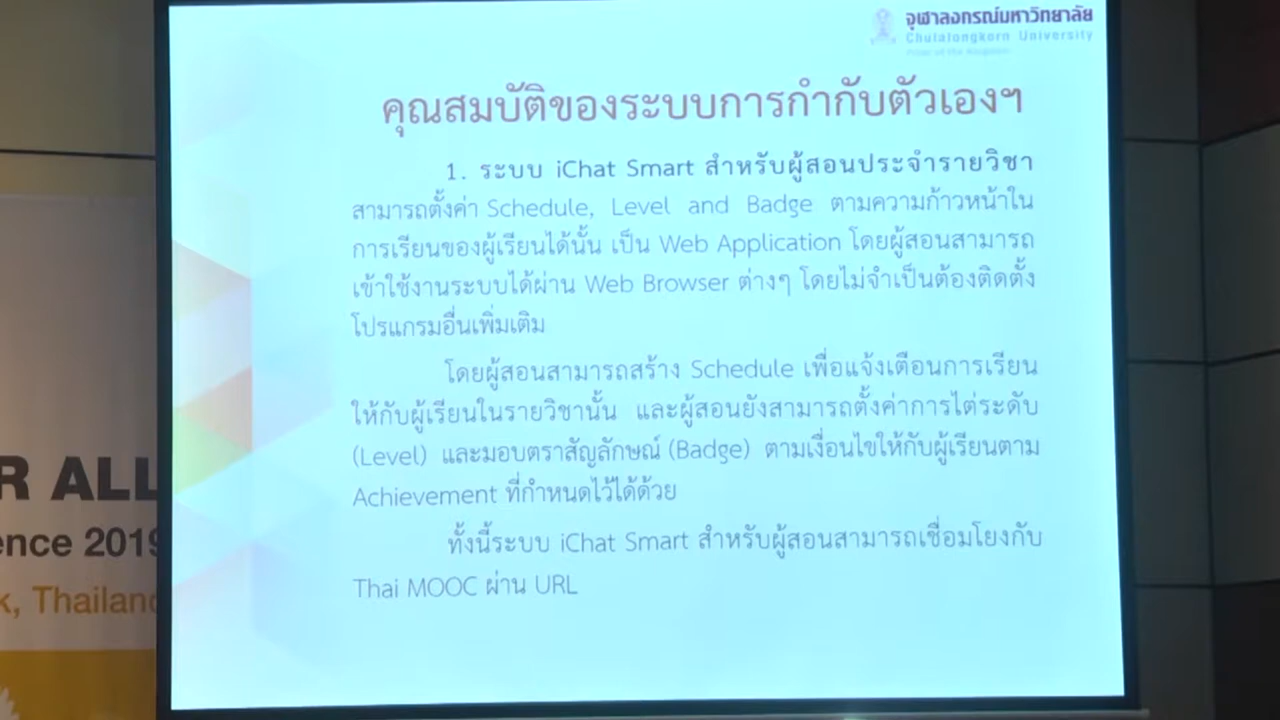 จุฬาลงกรณ์มหาวิทยาลัย
Chulalongkorn University
Pillar of the Kingdom
คุณสมบัติของระบบการกำกับตัวเองฯ
1. ระบบ iChat Smart สำหรับผู้สอนประจำรายวิชา
สามารถตั้งค่า Schedule, Level and Badge ตามความก้าวหน้าใน
การเรียนของผู้เรียนได้นั้น เป็น Web Application โดยผู้สอนสามารถ
เข้าใช้งานระบบได้ผ่าน Web Browser ต่างๆ โดยไม่จำเป็นต้องติดตั้ง
โปรแกรมอื่นเพิ่มเติม
โดยผู้สอนสามารถสร้าง Schedule เพื่อแจ้งเตือนการเรียน
ให้กับผู้เรียนในรายวิชานั้น และผู้สอนยังสามารถตั้งค่าการไต่ระดับ
(Level) และมอบตราสัญลักษณ์ (Badge) ตามเงื่อนไขให้กับผู้เรียนตาม
Achievement ที่กำหนดไว้ได้ด้วย
ทั้งนี้ระบบ iChat Smart สำหรับผู้สอนสามารถเชื่อมโยงกับ
Thai MOOC ผ่าน URL
R ALL
ence 2019
k, Thailand